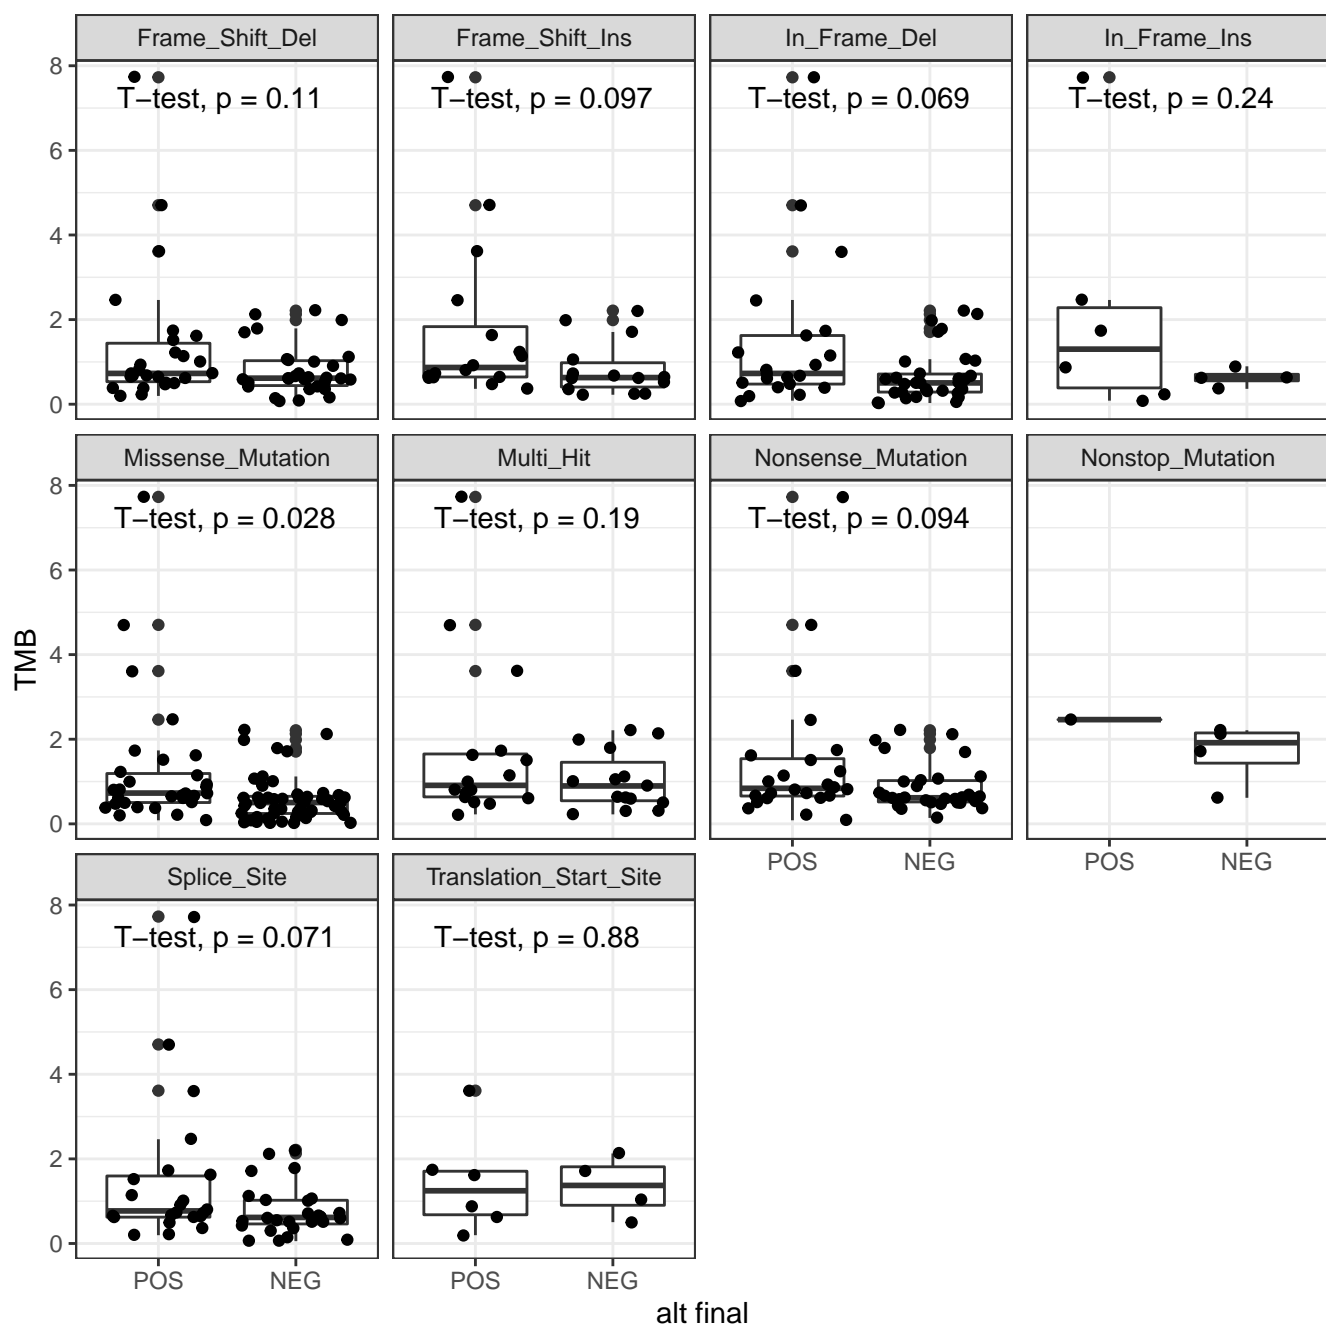 Frame_Shift_Del
Frame_Shift_Ins
In_Frame_Del
In_Frame_Ins
8
6
4
2
0
T−test, p = 0.11
T−test, p = 0.097
T−test, p = 0.069
T−test, p = 0.24
Missense_Mutation
Multi_Hit
Nonsense_Mutation
Nonstop_Mutation
8
6
4
2
0
T−test, p = 0.028
T−test, p = 0.19
T−test, p = 0.094
TMB
POS
NEG
POS
NEG
Splice_Site
Translation_Start_Site
8
6
4
2
0
T−test, p = 0.071
T−test, p = 0.88
POS
NEG
POS
NEG
alt final